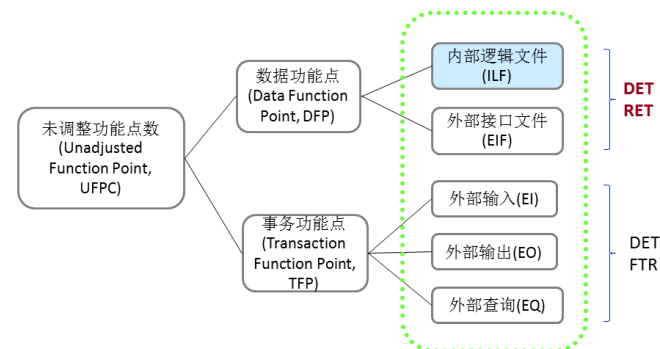 未调整功能点数
(Unadjusted
Function Point,
UFPC)
数据功能点
(Data Function
Point, DFP)
事务功能点
(Transaction
Function Point,
TFP)
内部逻辑文件
(ILF)
外部接口文件
(EIF)
外部输入(EI)
外部输出(EO)
外部查询(EQ)
DET
RET
DET
FTR